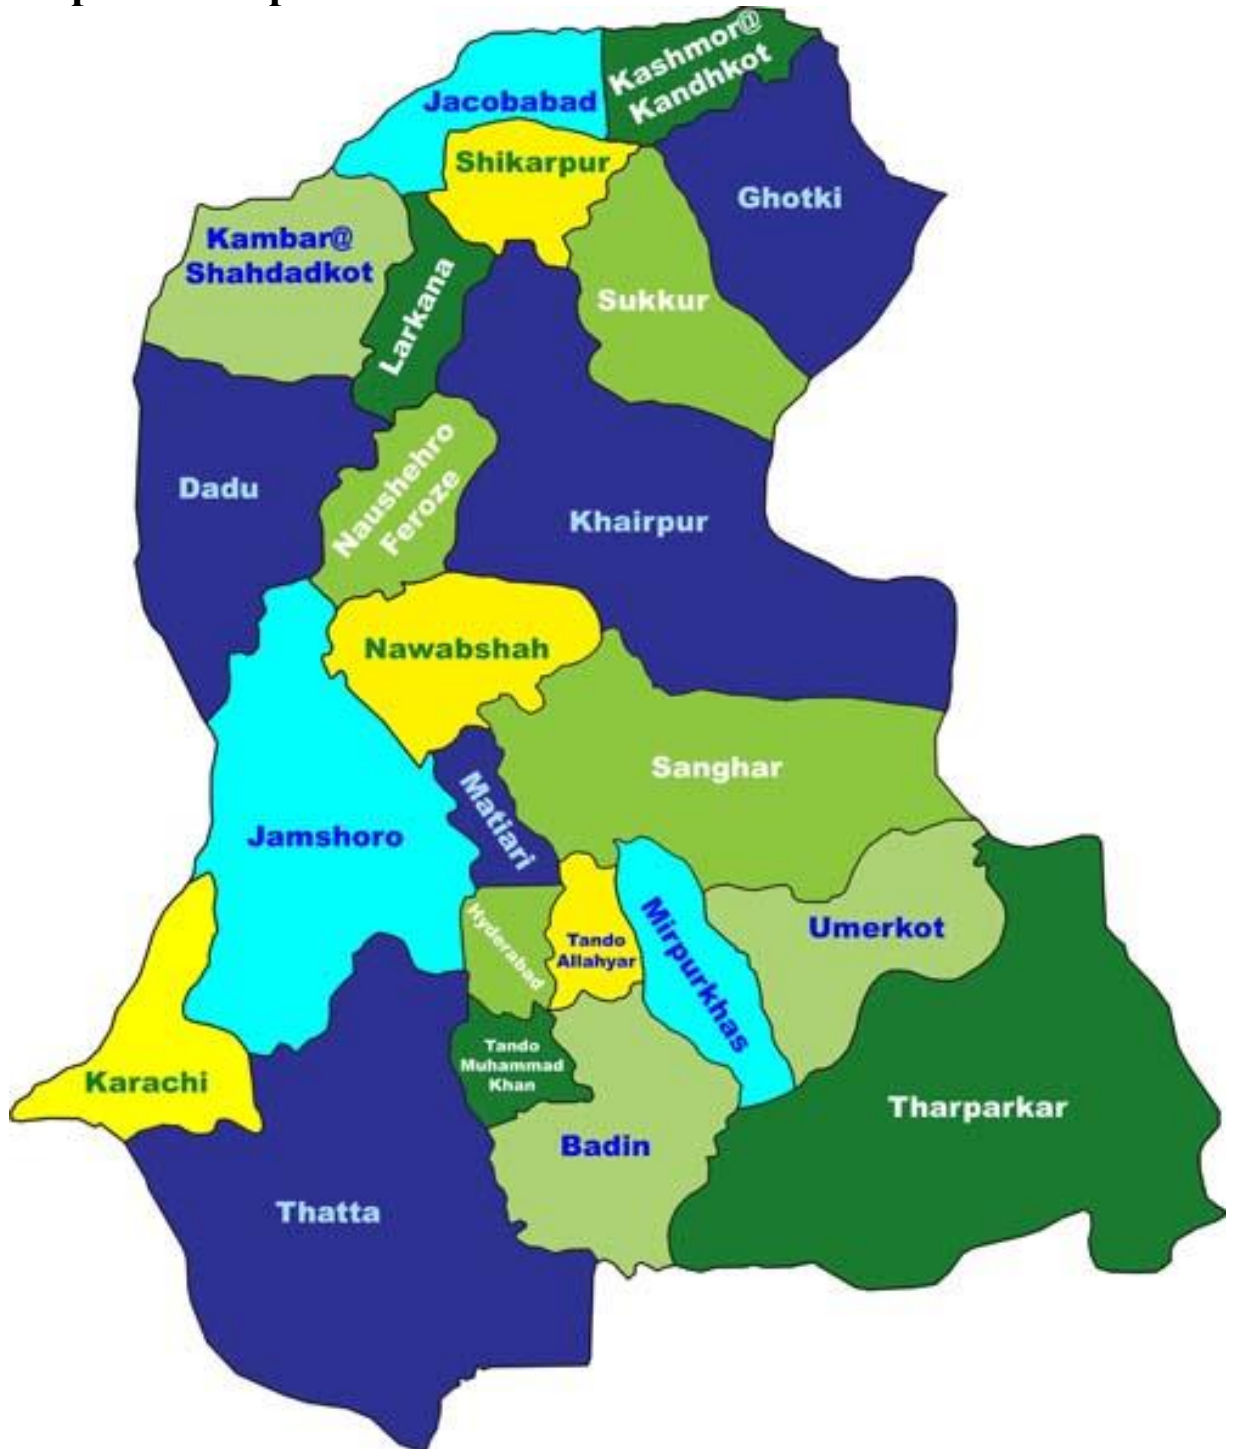 Kashmor@
Kandhkot
Jacobabad
Shikarpur
Ghotki
Kambar@
Shahdadkot
Larkana
Sukkur
Dadu
Naushehro
Feroze
Khairpur
Nawabshah
Sanghar
Matiari
Jamshoro
Hyderabad
Tando
Allahyar
Mirpurkhas
Umerkot
Karachi
Tando
Muhammad
Khan
Tharparkar
Badin
Thatta